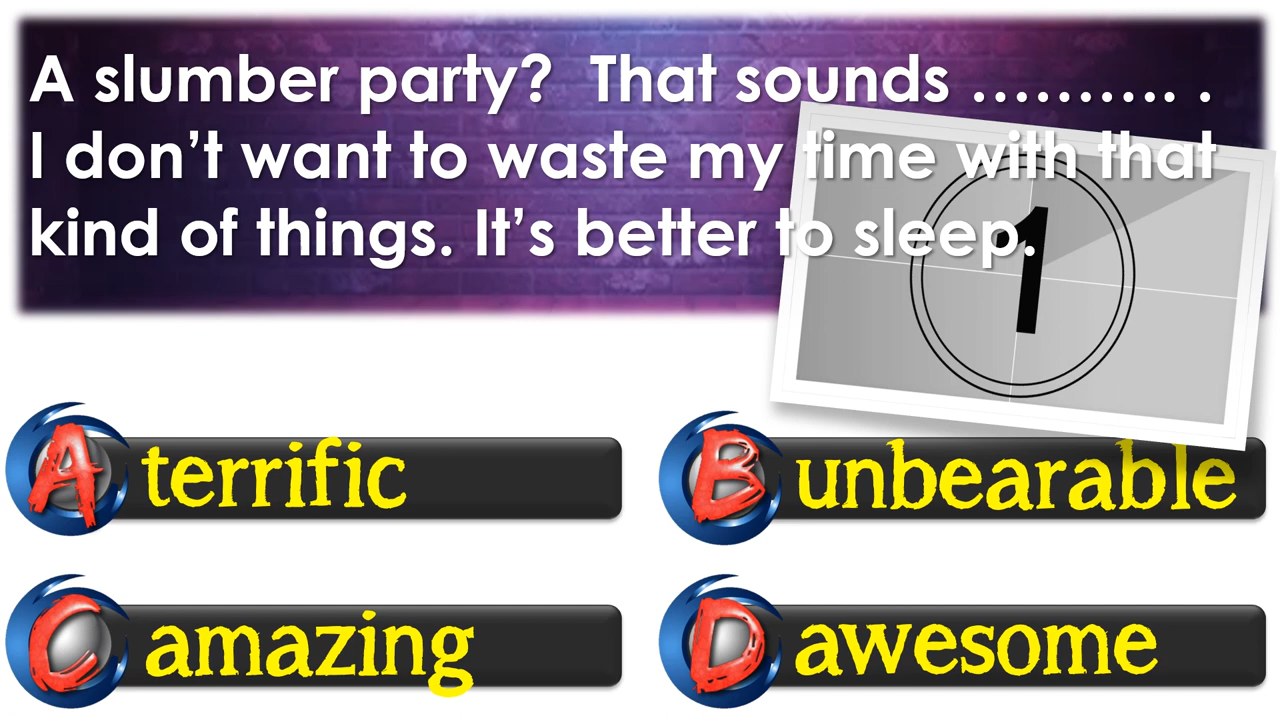 A slumber party?  That sounds ………. .
I don’t want to waste my time with that
kind of things. It’s better to sleep.
1
A terrific
B unbearable
C amazing
D awesome